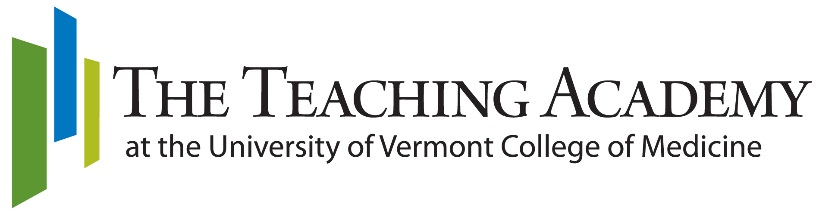 THE TEACHING ACADEMY
at the University of Vermont College of Medicine